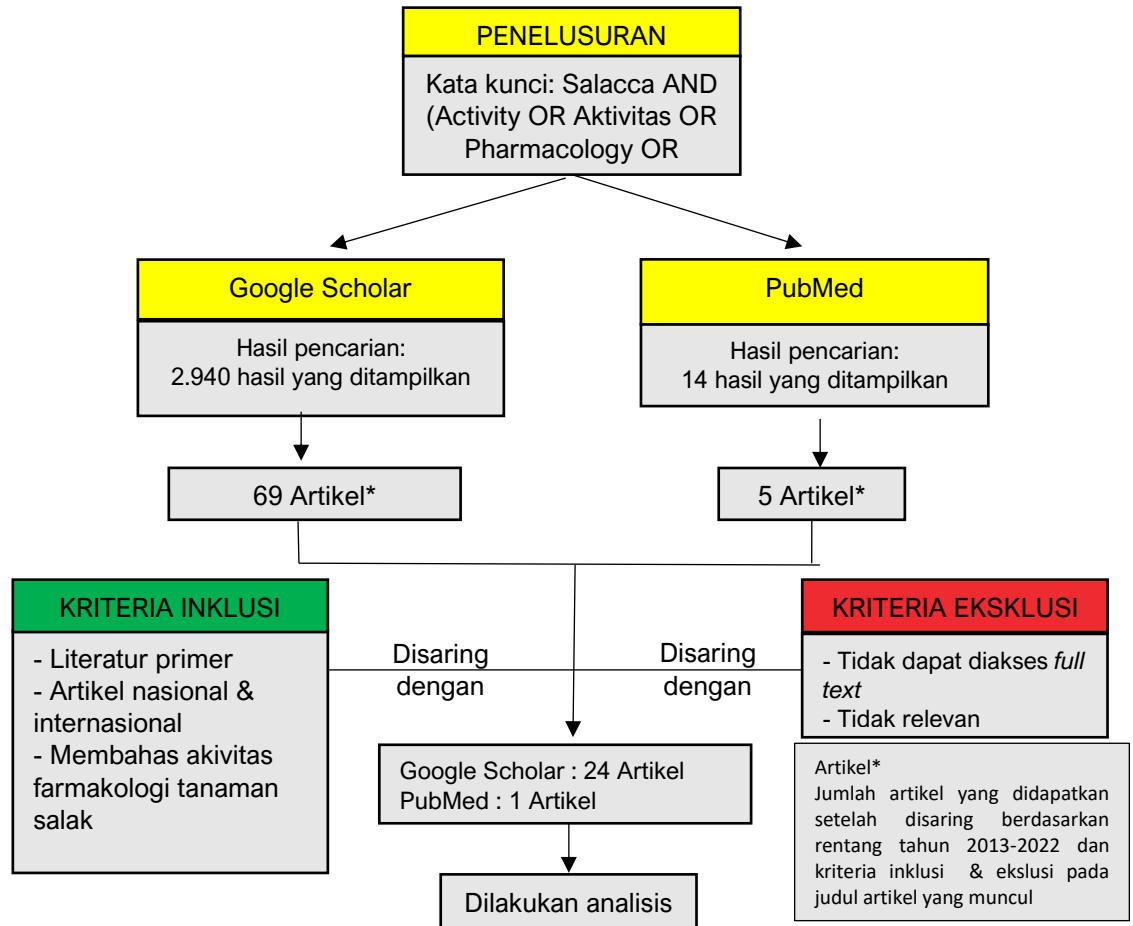 PENELUSURAN
Kata kunci: Salacca AND
(Activity OR Aktivitas OR
Pharmacology OR
Google Scholar
Hasil pencarian:
2.940 hasil yang ditampilkan
PubMed
Hasil pencarian:
14 hasil yang ditampilkan
69 Artikel*
5 Artikel*
KRITERIA INKLUSI
- Literatur primer
- Artikel nasional &
internasional
- Membahas akivitas
farmakologi tanaman
salak
Disaring
dengan
Disaring
dengan
KRITERIA EKSKLUSI
- Tidak dapat diakses full
text
- Tidak relevan
Google Scholar : 24 Artikel
PubMed : 1 Artikel
Artikel*
Jumlah artikel yang didapatkan
setelah disaring berdasarkan
rentang tahun 2013-2022 dan
kriteria inklusi & ekslusi pada
judul artikel yang muncul
Dilakukan analisis